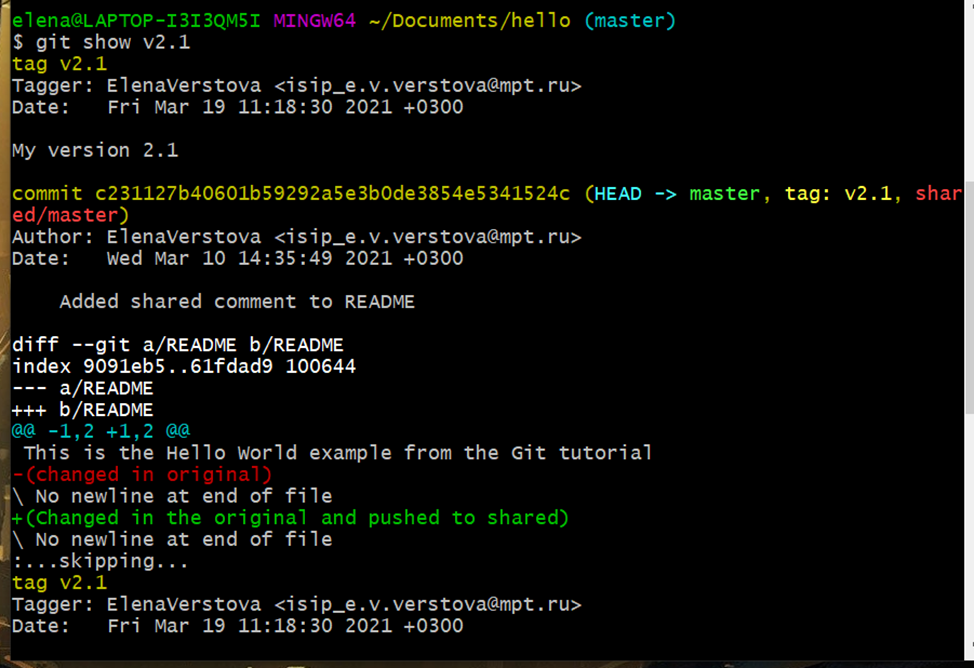 elena@LAPTOP-I3I3QM5I MINGW64 ~/Documents/hello (master)
$ git show v2.1
tag v2.1
Tagger: ElenaVerstova <isip_e.v.verstova@mpt.ru>
Date:   Fri Mar 19 11:18:30 2021 +0300

My version 2.1

commit c231127b40601b59292a5e3b0de3854e5341524c (HEAD -> master, tag: v2.1, shar
ed/master)
Author: ElenaVerstova <isip_e.v.verstova@mpt.ru>
Date:   Wed Mar 10 14:35:49 2021 +0300

    Added shared comment to README

diff --git a/README b/README
index 9091eb5..61fdad9 100644
--- a/README
+++ b/README
@@ -1,2 +1,2 @@
 This is the Hello World example from the Git tutorial
-(changed in original)
\ No newline at end of file
+(Changed in the original and pushed to shared)
\ No newline at end of file
:...skipping...
tag v2.1
Tagger: ElenaVerstova <isip_e.v.verstova@mpt.ru>
Date:   Fri Mar 19 11:18:30 2021 +0300